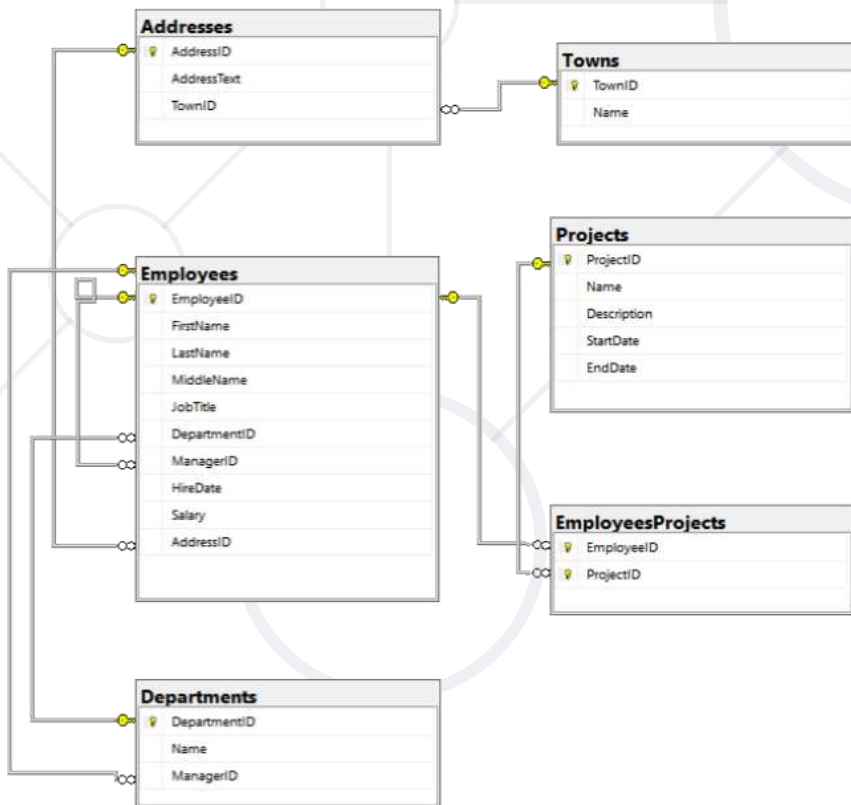 Addresses
AddressID
AddressText
TownID
Towns
TownID
Name
Projects
ProjectID
Name
Description
StartDate
EndDate
Employees
EmployeeID
FirstName
LastName
MiddleName
JobTitle
DepartmentID
ManagerID
HireDate
Salary
AddressID
EmployeesProjects
EmployeeID
ProjectID
Departments
DepartmentID
Name
ManagerID